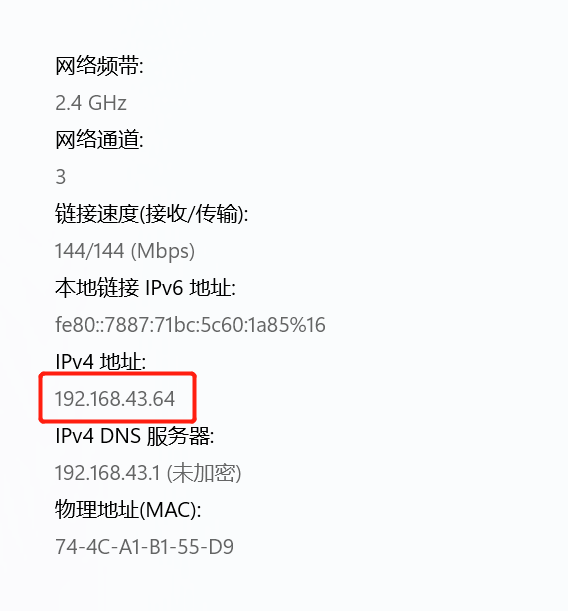 网络频带:
2.4 GHz
网络通道:
3
链接速度(接收/传输):
144/144 (Mbps)
本地链接 IPv6 地址:
fe80::7887:71bc:5c60:1a85%16
IPv4 地址:
192.168.43.64
IPv4 DNS 服务器:
192.168.43.1 (未加密)
物理地址(MAC):
74-4C-A1-B1-55-D9